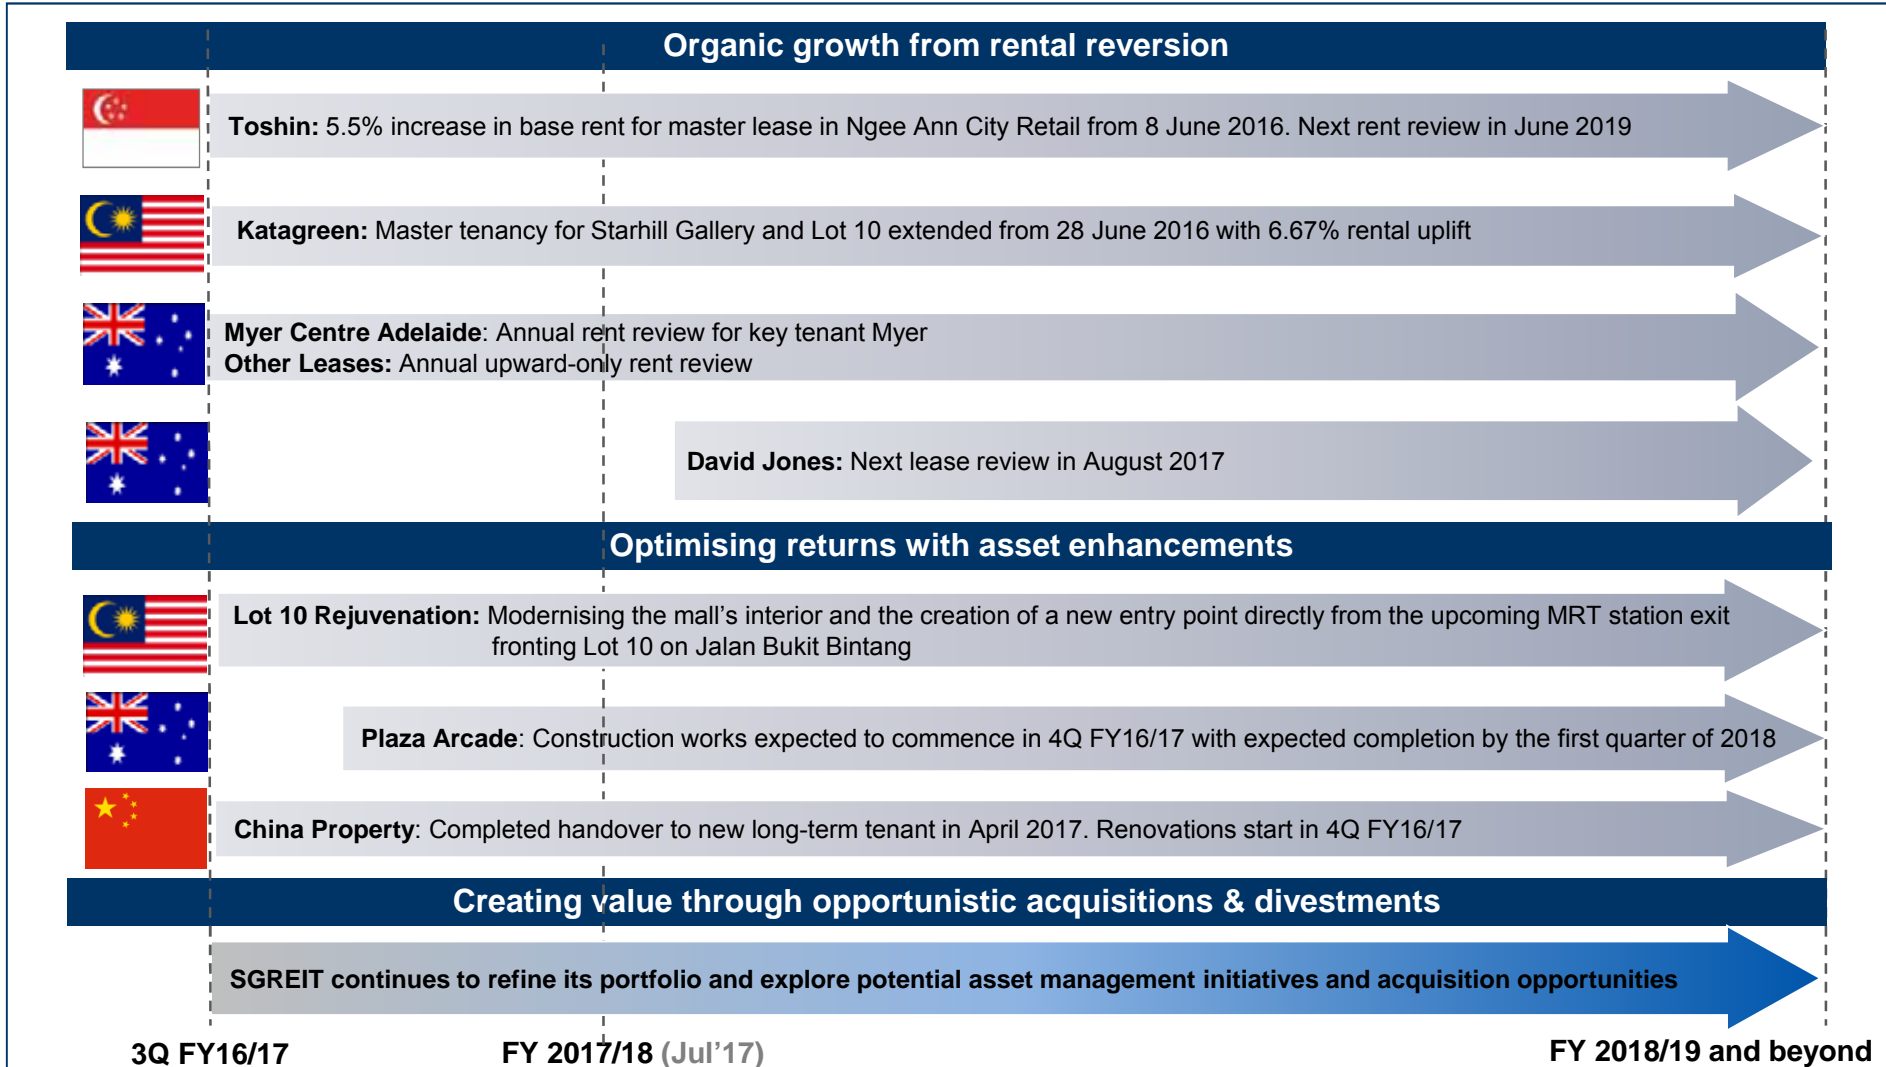 Organic growth from rental reversion
Toshin: 5.5% increase in base rent for master lease in Ngee Ann City Retail from 8 June 2016. Next rent review in June 2019
Katagreen: Master tenancy for Starhill Gallery and Lot 10 extended from 28 June 2016 with 6.67% rental uplift
Myer Centre Adelaide: Annual rent review for key tenant Myer
Other Leases: Annual upward-only rent review
David Jones: Next lease review in August 2017
Optimising returns with asset enhancements
Lot 10 Rejuvenation: Modernising the mall's interior and the creation of a new entry point directly from the upcoming MRT station exit
fronting Lot 10 on Jalan Bukit Bintang
Plaza Arcade: Construction works expected to commence in 4Q FY16/17 with expected completion by the first quarter of 2018
China Property: Completed handover to new long-term tenant in April 2017. Renovations start in 4Q FY16/17
Creating value through opportunistic acquisitions & divestments
SGREIT continues to refine its portfolio and explore potential asset management initiatives and acquisition opportunities
3Q FY16/17
FY 2017/18 (Jul’17)
FY 2018/19 and beyond